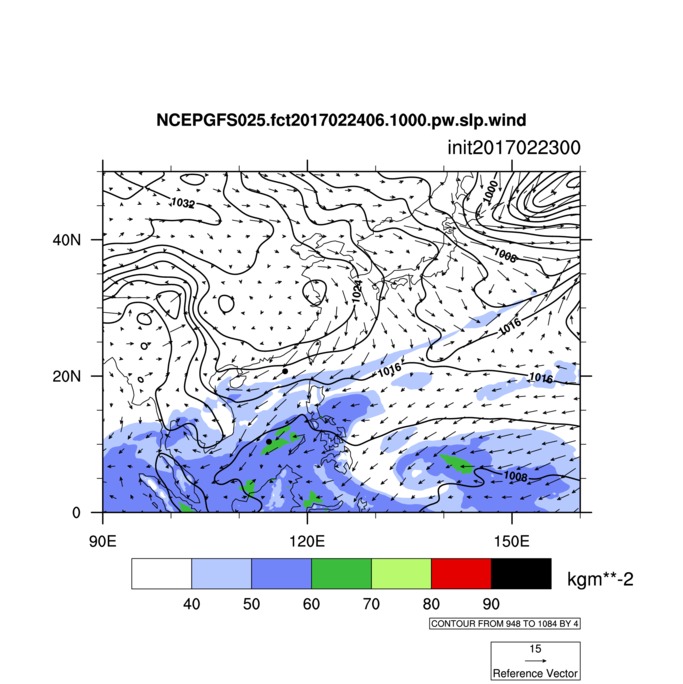 NCEPGFS025.fct2017022406.1000.pw.slp.wind
init2017022300
1032
1000
40N
1008
1024
1016
20N
1016
1016
1008
0
90E 120E 150E
kgm**-2
40 50 60 70 80 90
CONTOUR FROM 948 TO 1084 BY 4
15
Reference Vector